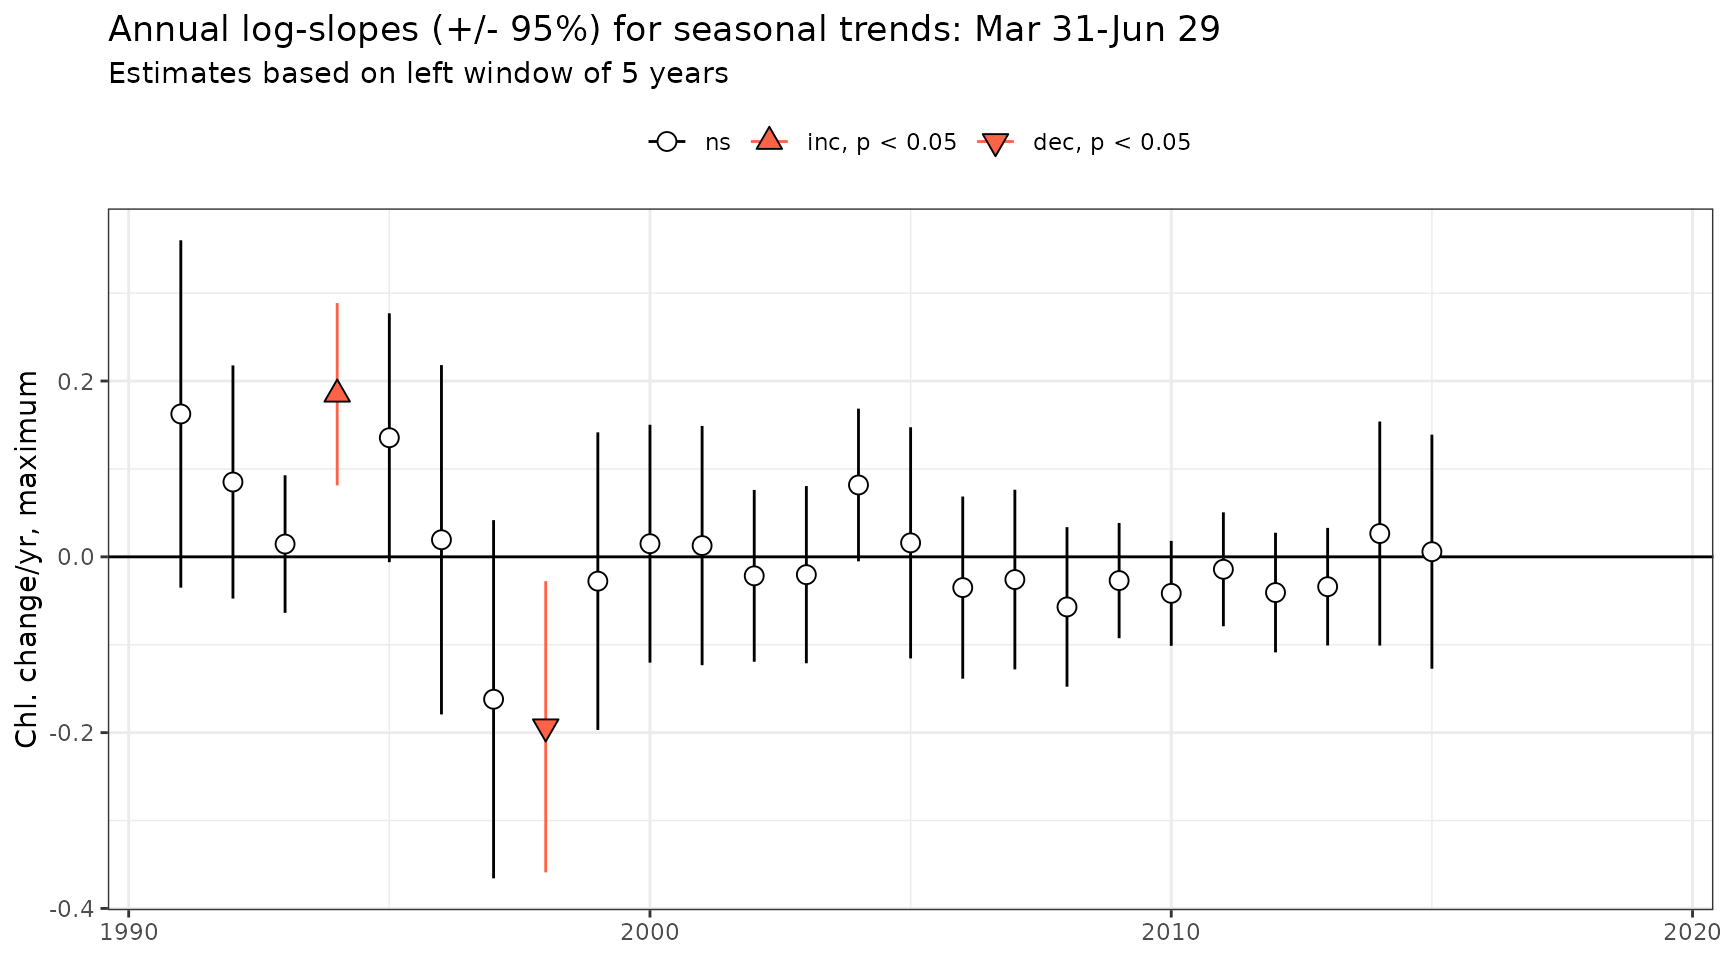 Annual log-slopes (+/- 95%) for seasonal trends: Mar 31-Jun 29
Estimates based on left window of 5 years
ns inc, p < 0.05 dec, p < 0.05
Chl. change/yr, maximum
0.2
0.0
-0.2
-0.4
1990 2000 2010 2020